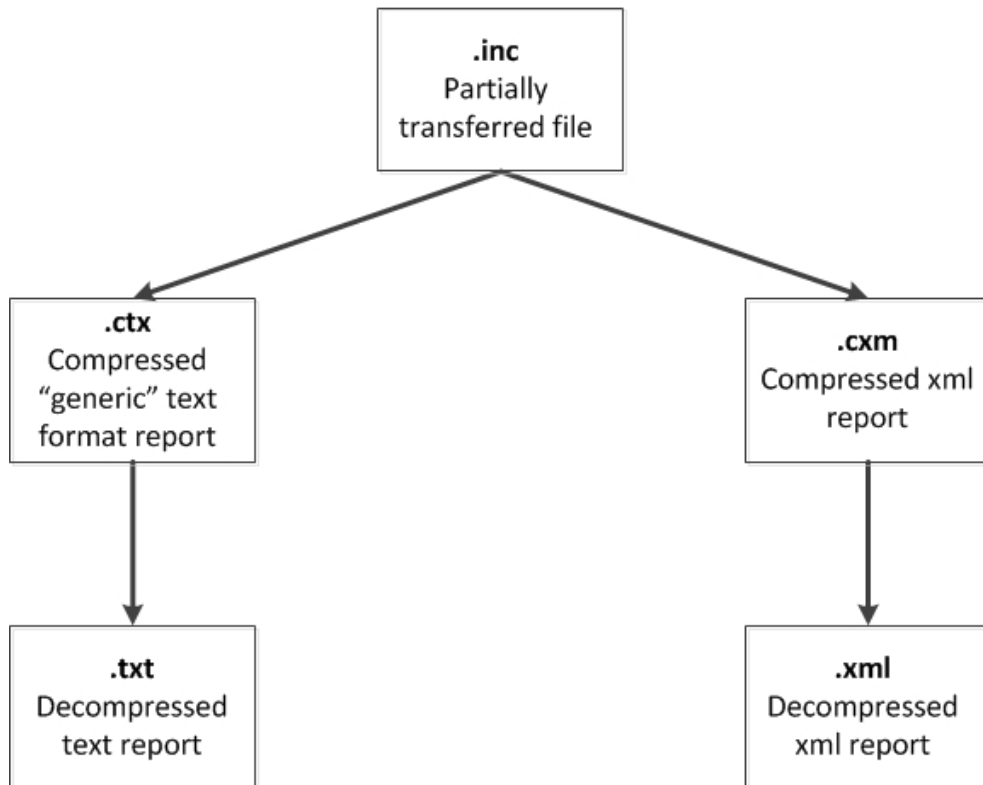 .inc
Partially
transferred file
.ctx
Compressed
“generic” text
format report
.cxm
Compressed xml
report
.txt
Decompressed
text report
.xml
Decompressed
xml report